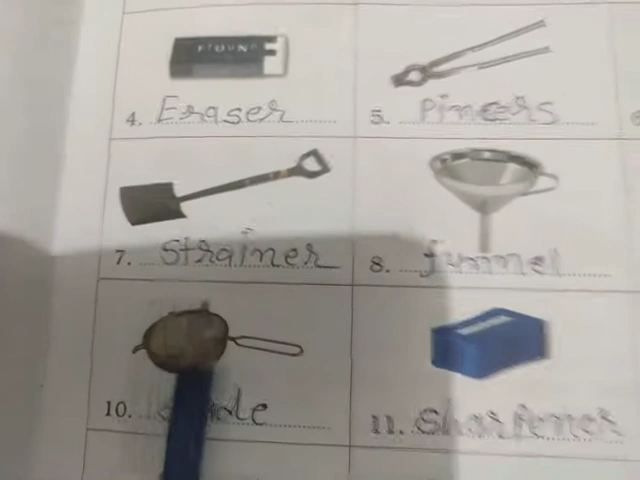 4. Eraser
5. Pincers
7. Strainer
8. funnel
10.
11. Sharpener